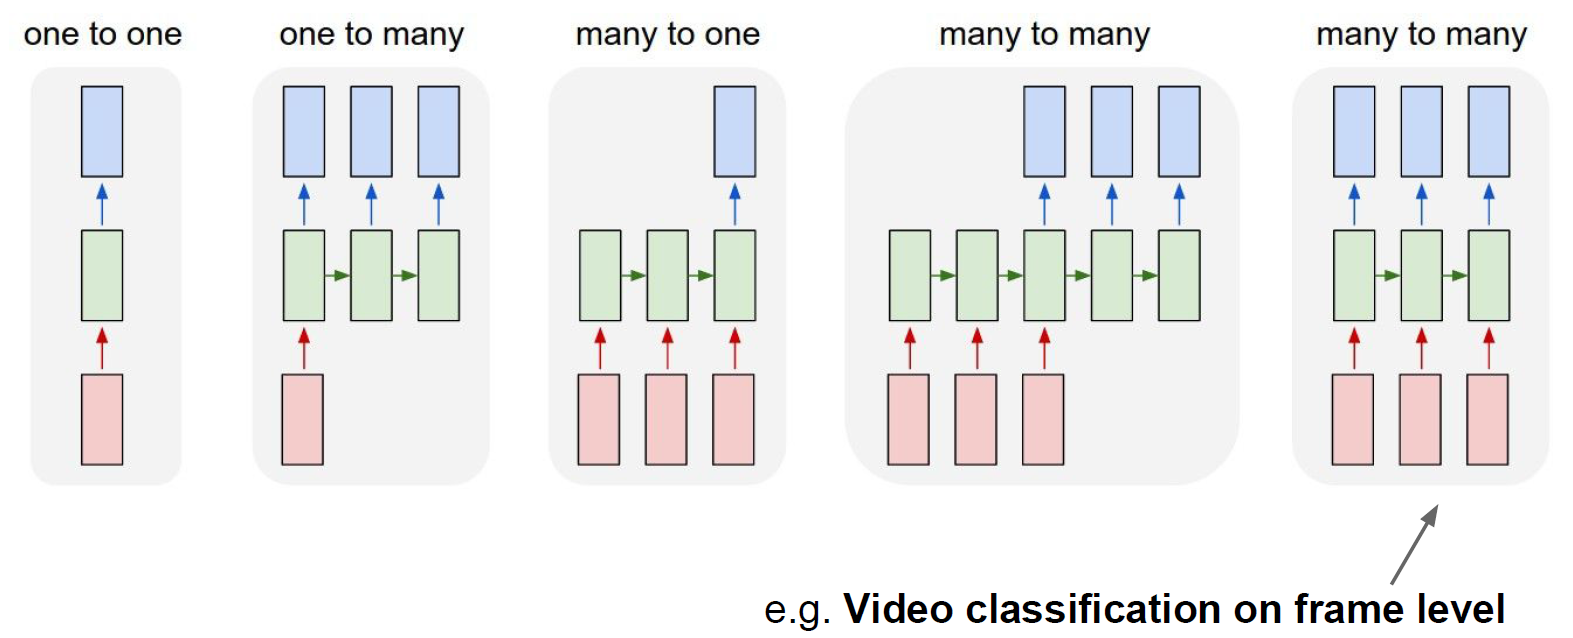 one to one
one to many
many to one
many to many
many to many
e.g. Video classification on frame level